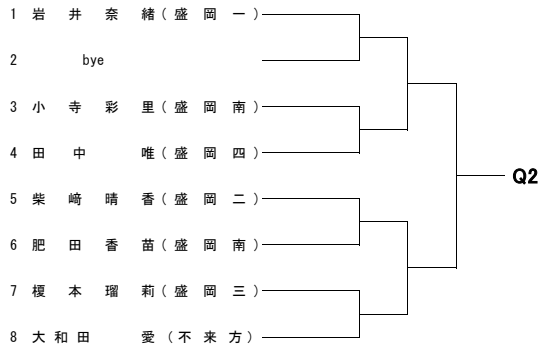 1 岩井奈緒(盛岡一)
2 bye
3 小寺彩里(盛岡南)
4 田中唯(盛岡四)
Q2
5 柴﨑晴香(盛岡二)
6 肥田香苗(盛岡南)
7 榎本瑠莉(盛岡三)
8 大和田愛(不来方)